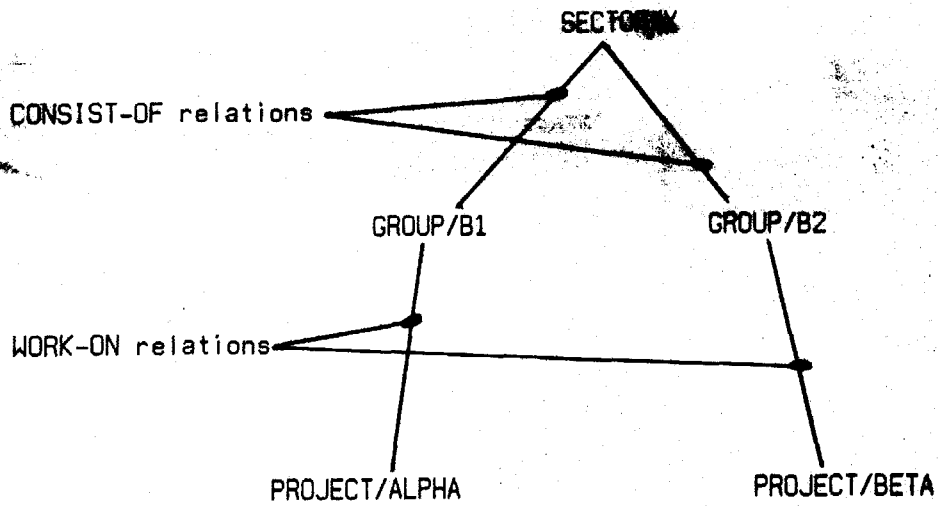 CONSIST-OF relations
GROUP/B1
GROUP/B2
WORK-ON relations
PROJECT/ALPHA
PROJECT/BETA